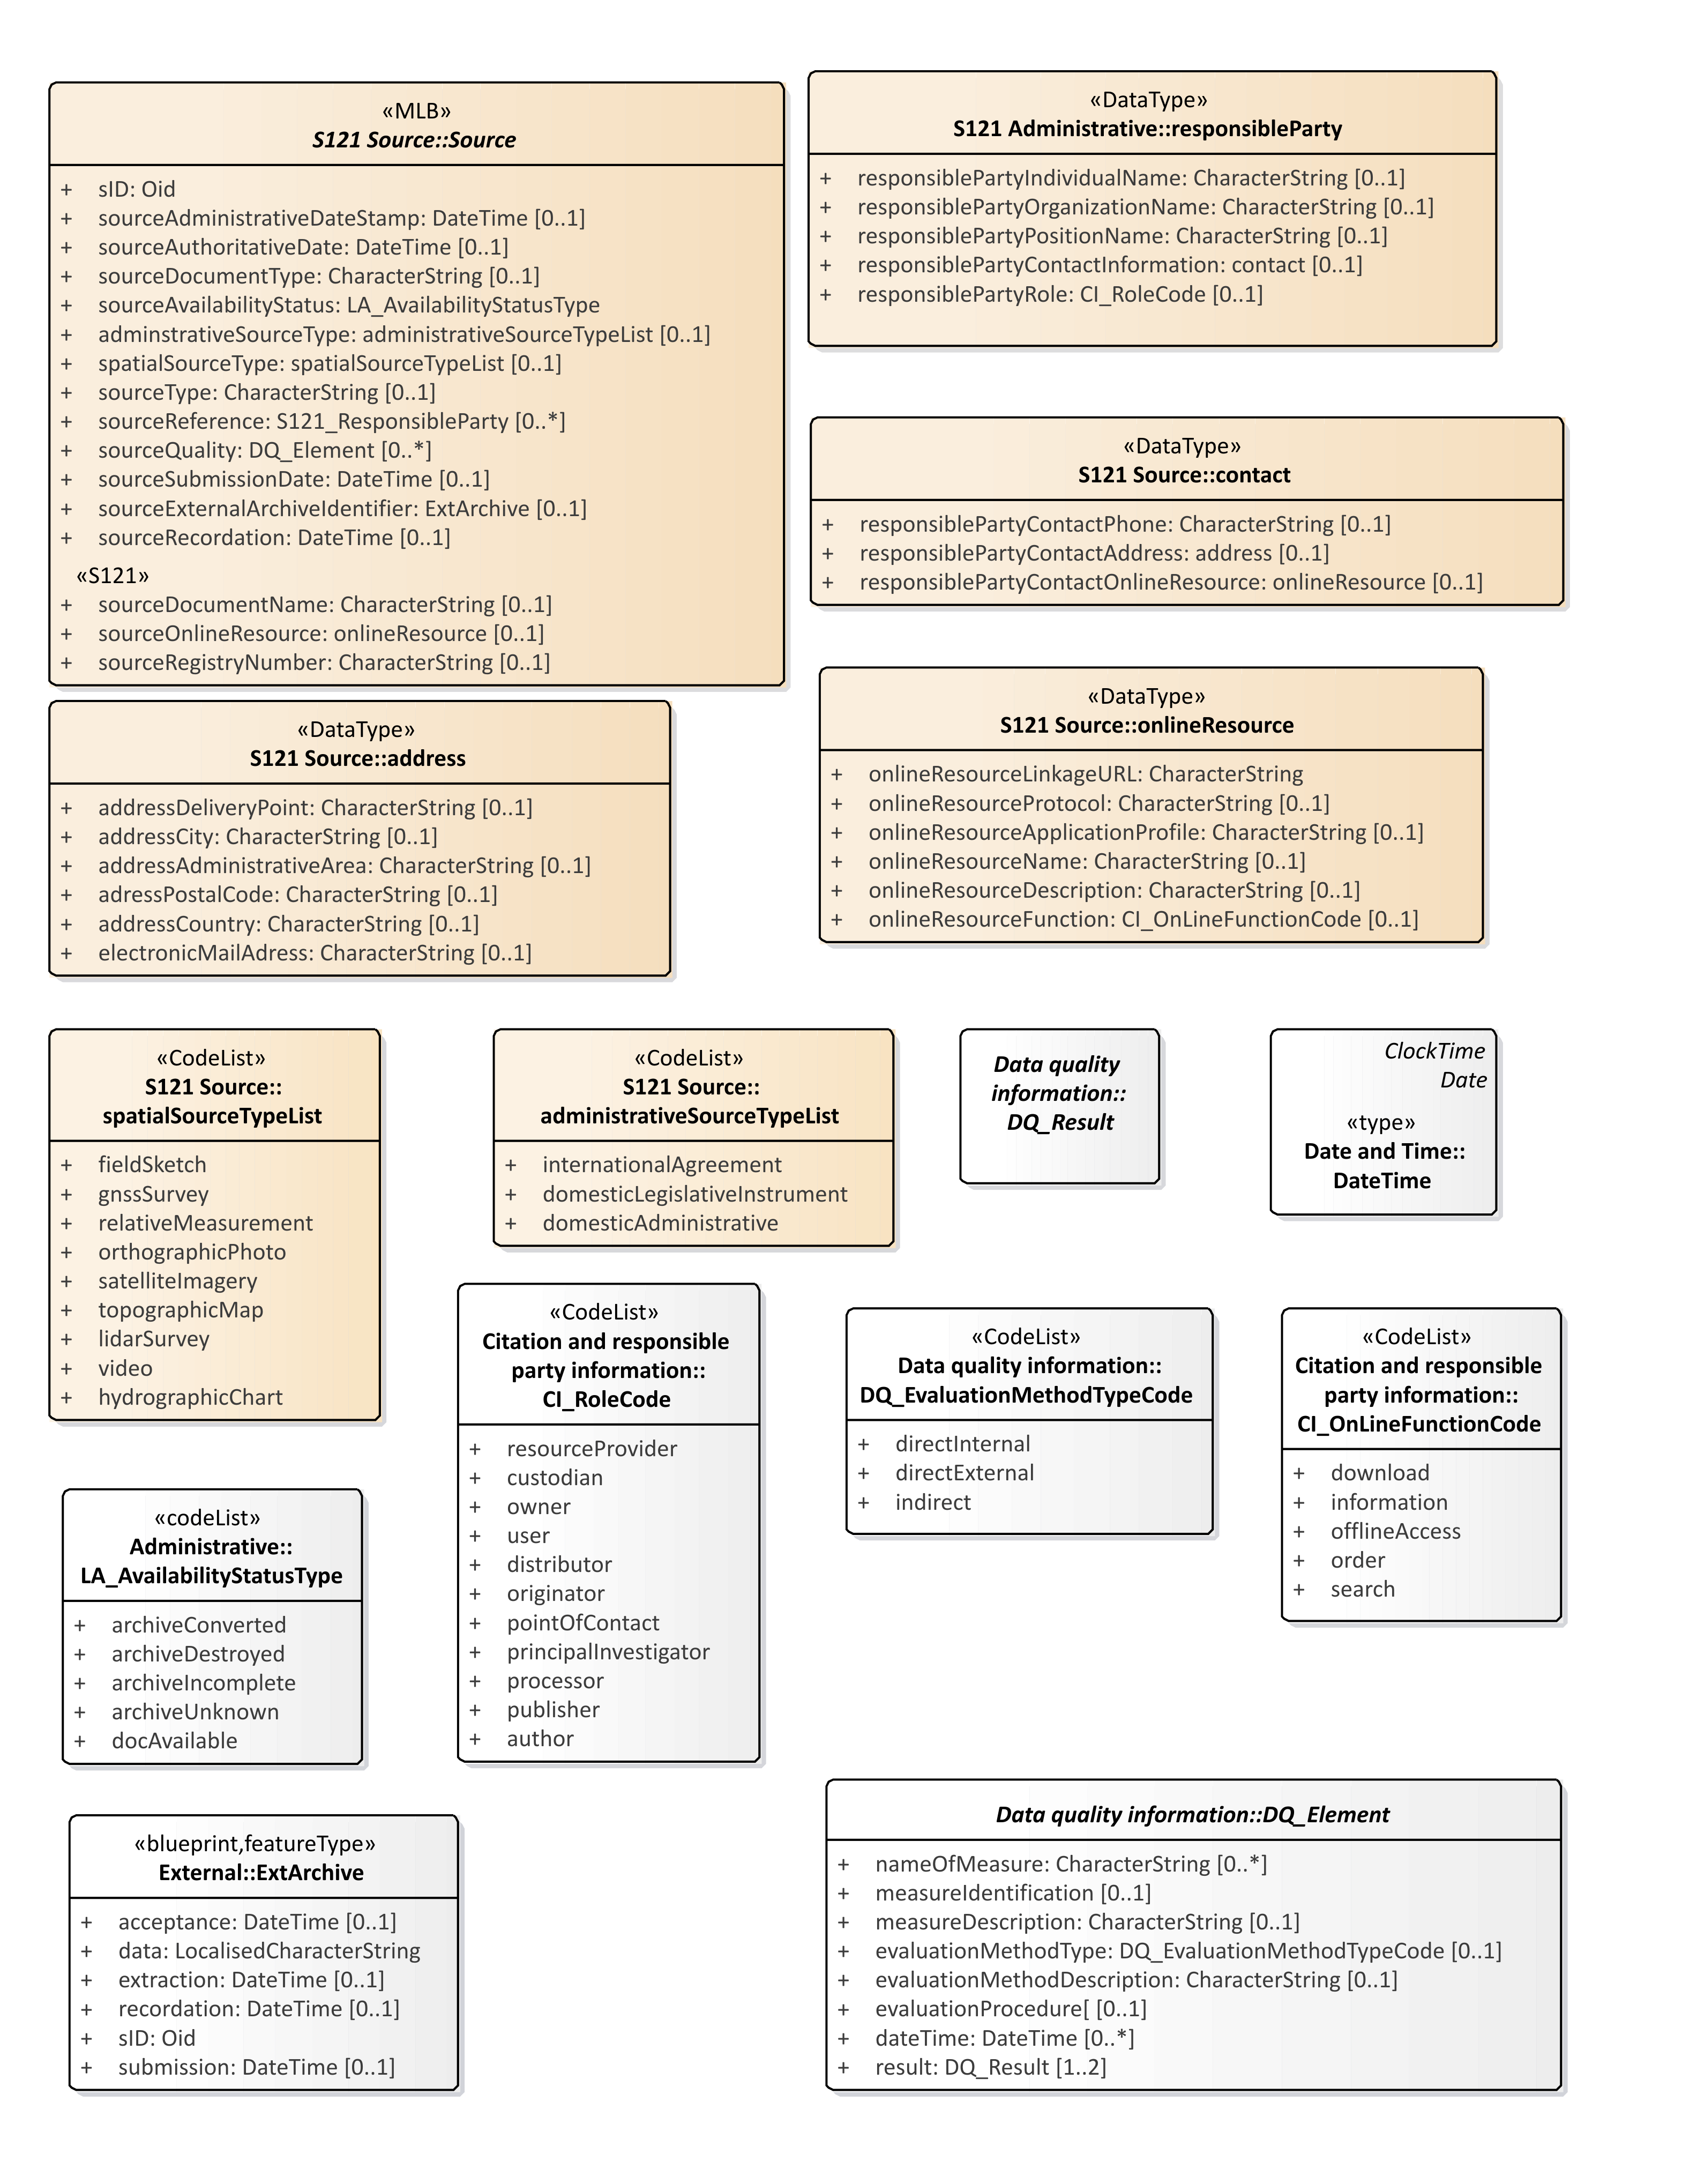 «MLB»
S121 Source::Source
+ sID: Oid
+ sourceAdministrativeDateStamp: DateTime [0..1]
+ sourceAuthoritativeDate: DateTime [0..1]
+ sourceDocumentType: CharacterString [0..1]
+ sourceAvailabilityStatus: LA_AvailabilityStatusType
+ adminstrativeSourceType: administrativeSourceTypeList [0..1]
+ spatialSourceType: spatialSourceTypeList [0..1]
+ sourceType: CharacterString [0..1]
+ sourceReference: S121_ResponsibleParty [0..*]
+ sourceQuality: DQ_Element [0..*]
+ sourceSubmissionDate: DateTime [0..1]
+ sourceExternalArchiveIdentifier: ExtArchive [0..1]
+ sourceRecordation: DateTime [0..1]
«S121»
+ sourceDocumentName: CharacterString [0..1]
+ sourceOnlineResource: onlineResource [0..1]
+ sourceRegistryNumber: CharacterString [0..1]
«DataType»
S121 Administrative::responsibleParty
+ responsiblePartyIndividualName: CharacterString [0..1]
+ responsiblePartyOrganizationName: CharacterString [0..1]
+ responsiblePartyPositionName: CharacterString [0..1]
+ responsiblePartyContactInformation: contact [0..1]
+ responsiblePartyRole: CI_RoleCode [0..1]
«DataType»
S121 Source::contact
+ responsiblePartyContactPhone: CharacterString [0..1]
+ responsiblePartyContactAddress: address [0..1]
+ responsiblePartyContactOnlineResource: onlineResource [0..1]
«DataType»
S121 Source::address
+ addressDeliveryPoint: CharacterString [0..1]
+ addressCity: CharacterString [0..1]
+ addressAdministrativeArea: CharacterString [0..1]
+ adressPostalCode: CharacterString [0..1]
+ addressCountry: CharacterString [0..1]
+ electronicMailAdress: CharacterString [0..1]
«DataType»
S121 Source::onlineResource
+ onlineResourceLinkageURL: CharacterString
+ onlineResourceProtocol: CharacterString [0..1]
+ onlineResourceApplicationProfile: CharacterString [0..1]
+ onlineResourceName: CharacterString [0..1]
+ onlineResourceDescription: CharacterString [0..1]
+ onlineResourceFunction: CI_OnLineFunctionCode [0..1]
«CodeList»
S121 Source::
spatialSourceTypeList
+ fieldSketch
+ gnssSurvey
+ relativeMeasurement
+ orthographicPhoto
+ satelliteImagery
+ topographicMap
+ lidarSurvey
+ video
+ hydrographicChart
«CodeList»
S121 Source::
administrativeSourceTypeList
+ internationalAgreement
+ domesticLegislativeInstrument
+ domesticAdministrative
Data quality
information::
DQ_Result
ClockTime
Date
«type»
Date and Time::
DateTime
«CodeList»
Citation and responsible
party information::
CI_RoleCode
+ resourceProvider
+ custodian
+ owner
+ user
+ distributor
+ originator
+ pointOfContact
+ principalInvestigator
+ processor
+ publisher
+ author
«CodeList»
Data quality information::
DQ_EvaluationMethodTypeCode
+ directInternal
+ directExternal
+ indirect
«CodeList»
Citation and responsible
party information::
CI_OnLineFunctionCode
+ download
+ information
+ offlineAccess
+ order
+ search
«codeList»
Administrative::
LA_AvailabilityStatusType
+ archiveConverted
+ archiveDestroyed
+ archiveIncomplete
+ archiveUnknown
+ docAvailable
«blueprint,featureType»
External::ExtArchive
+ acceptance: DateTime [0..1]
+ data: LocalisedCharacterString
+ extraction: DateTime [0..1]
+ recordation: DateTime [0..1]
+ sID: Oid
+ submission: DateTime [0..1]
Data quality information::DQ_Element
+ nameOfMeasure: CharacterString [0..*]
+ measureIdentification [0..1]
+ measureDescription: CharacterString [0..1]
+ evaluationMethodType: DQ_EvaluationMethodTypeCode [0..1]
+ evaluationMethodDescription: CharacterString [0..1]
+ evaluationProcedure[ [0..1]
+ dateTime: DateTime [0..*]
+ result: DQ_Result [1..2]